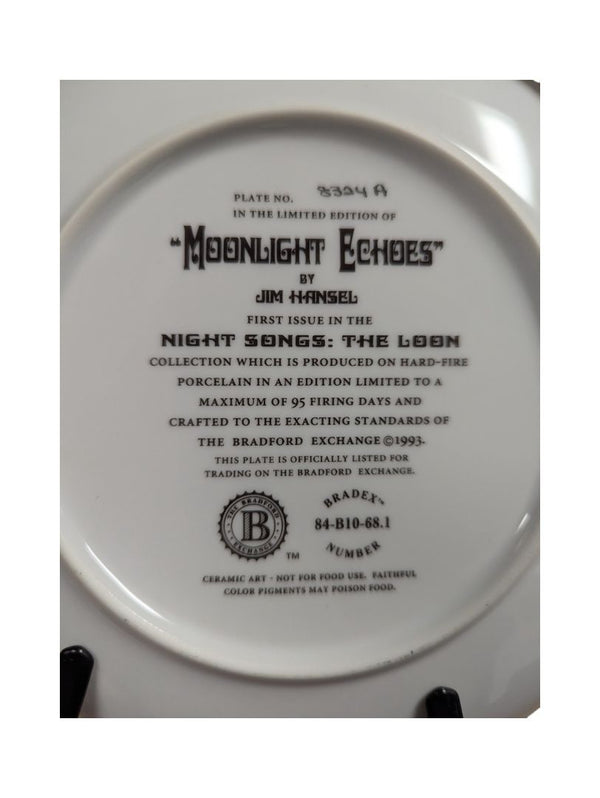 PLATE NO. 8324 A
IN THE LIMITED EDITION OF
"MOONLIGHT ECHOES"
BY
JIM HANSEL
FIRST ISSUE IN THE
NIGHT SONGS: THE LOON
COLLECTION WHICH IS PRODUCED ON HARD-FIRE
PORCELAIN IN AN EDITION LIMITED TO A
MAXIMUM OF 95 FIRING DAYS AND
CRAFTED TO THE EXACTING STANDARDS OF
THE BRADFORD EXCHANGE ©1993.
THIS PLATE IS OFFICIALLY LISTED FOR
TRADING ON THE BRADFORD EXCHANGE.
THE BRADFORD
B
EXCHANGE
TM
BRADEX™
84-B10-68.1
NUMBER
CERAMIC ART - NOT FOR FOOD USE. FAITHFUL
COLOR PIGMENTS MAY POISON FOOD.